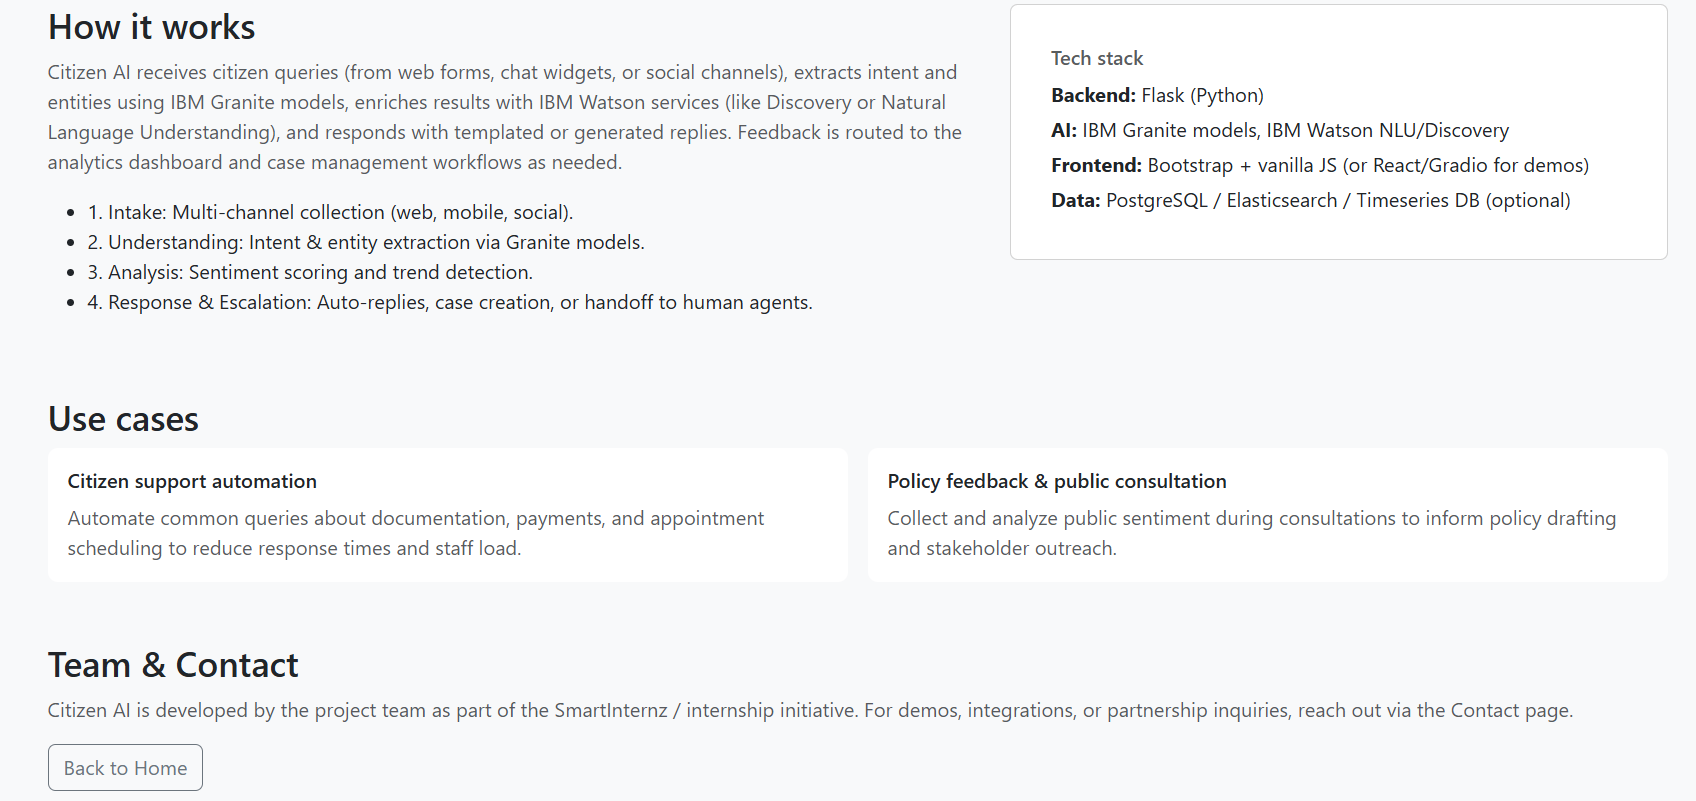 How it works
Citizen AI receives citizen queries (from web forms, chat widgets, or social channels), extracts intent and
entities using IBM Granite models, enriches results with IBM Watson services (like Discovery or Natural
Language Understanding), and responds with templated or generated replies. Feedback is routed to the
analytics dashboard and case management workflows as needed.
• 1. Intake: Multi-channel collection (web, mobile, social).
• 2. Understanding: Intent & entity extraction via Granite models.
• 3. Analysis: Sentiment scoring and trend detection.
• 4. Response & Escalation: Auto-replies, case creation, or handoff to human agents.
Tech stack
Backend: Flask (Python)
AI: IBM Granite models, IBM Watson NLU/Discovery
Frontend: Bootstrap + vanilla JS (or React/Gradio for demos)
Data: PostgreSQL / Elasticsearch / Timeseries DB (optional)
Use cases
Citizen support automation
Automate common queries about documentation, payments, and appointment
scheduling to reduce response times and staff load.
Policy feedback & public consultation
Collect and analyze public sentiment during consultations to inform policy drafting
and stakeholder outreach.
Team & Contact
Citizen AI is developed by the project team as part of the SmartInternz / internship initiative. For demos, integrations, or partnership inquiries, reach out via the Contact page.
Back to Home